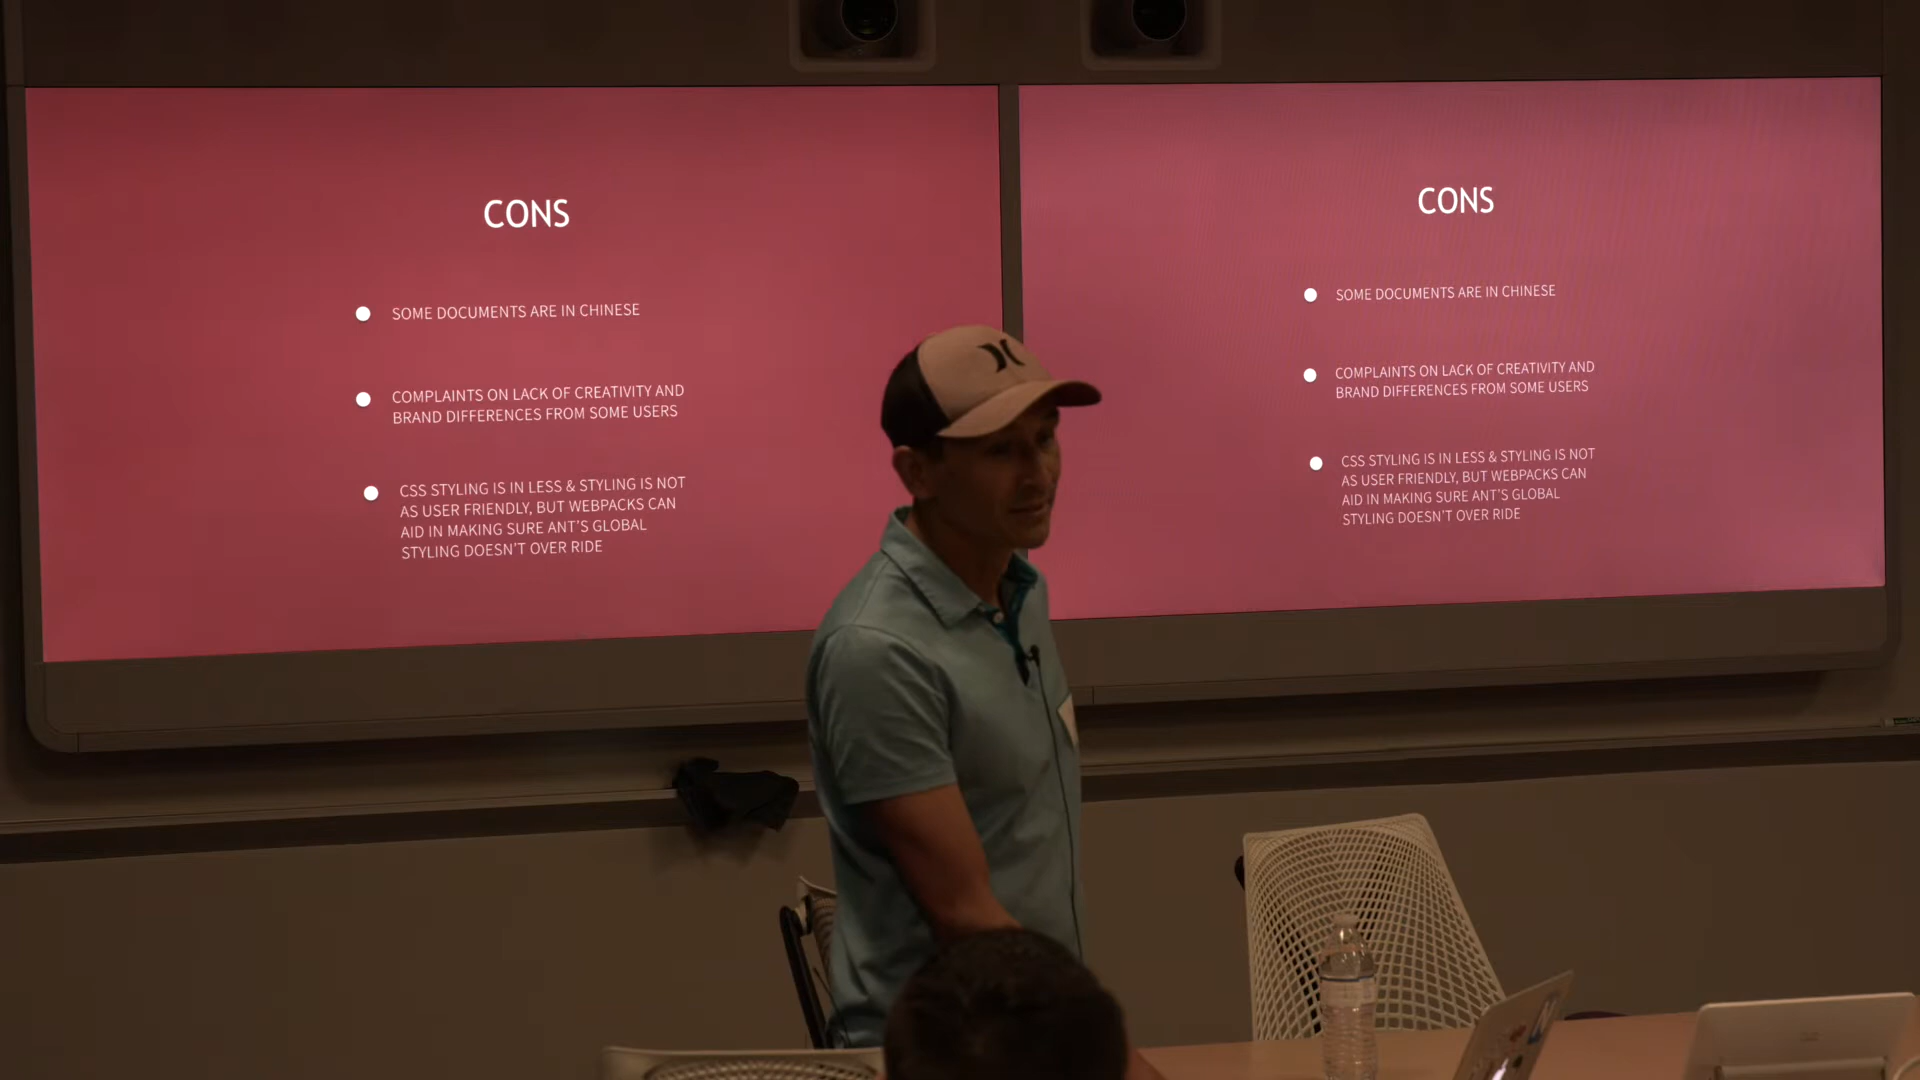 CONS
SOME DOCUMENTS ARE IN CHINESE
COMPLAINTS ON LACK OF CREATIVITY AND
BRAND DIFFERENCES FROM SOME USERS
CSS STYLING IS IN LESS & STYLING IS NOT
AS USER FRIENDLY, BUT WEBPACKS CAN
AID IN MAKING SURE ANT'S GLOBAL
STYLING DOESN'T OVER RIDE
CONS
SOME DOCUMENTS ARE IN CHINESE
COMPLAINTS ON LACK OF CREATIVITY AND
BRAND DIFFERENCES FROM SOME USERS
CSS STYLING IS IN LESS & STYLING IS NOT
AS USER FRIENDLY, BUT WEBPACKS CAN
AID IN MAKING SURE ANT'S GLOBAL
STYLING DOESN'T OVER RIDE